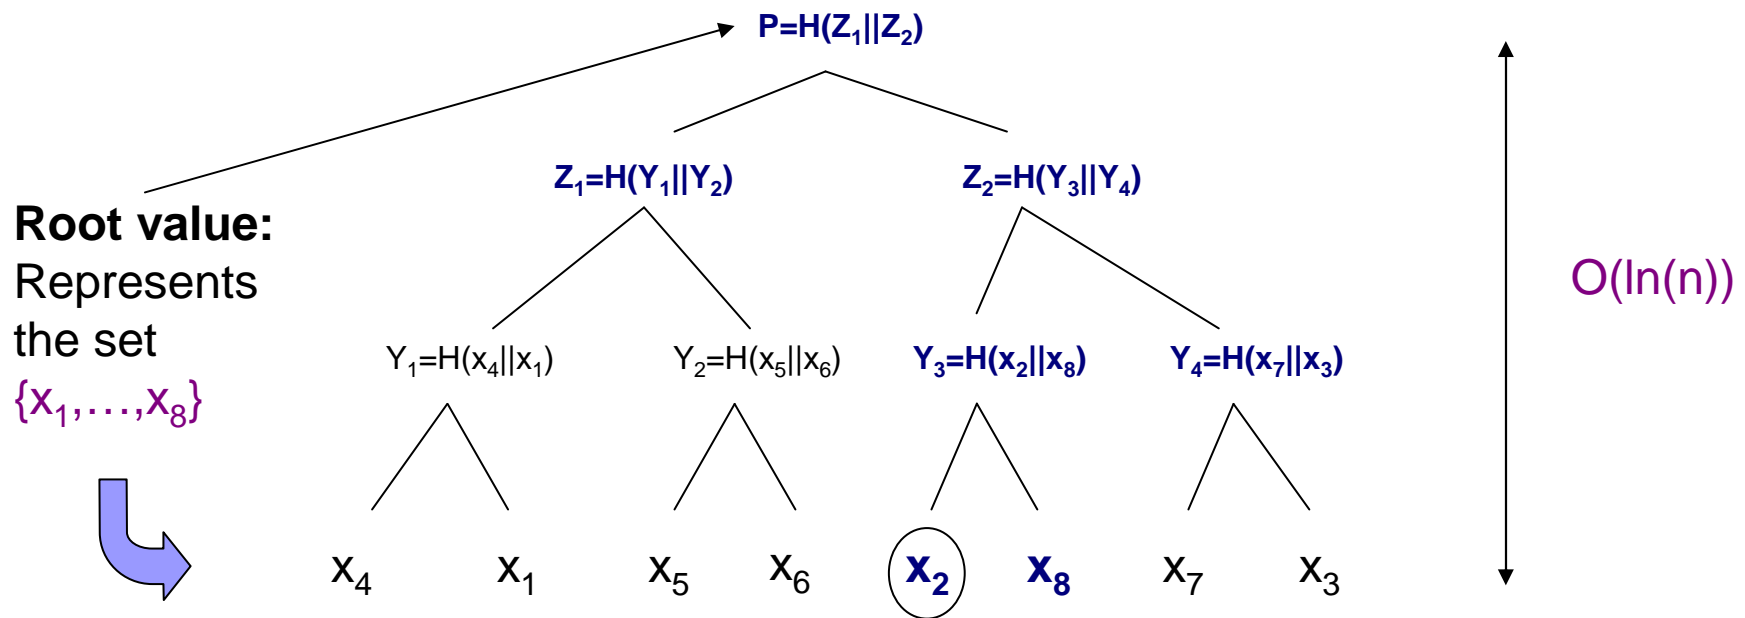 P=H(Z₁||Z₂)
Z₁=H(Y₁||Y₂) Z₂=H(Y₃||Y₄)
Root value:
Represents
the set
{x₁,…,x₈}
O(ln(n))
Y₁=H(x₄||x₁) Y₂=H(x₅||x₆) Y₃=H(x₂||x₈) Y₄=H(x₇||x₃)
x₄ x₁ x₅ x₆ x₂ x₈ x₇ x₃